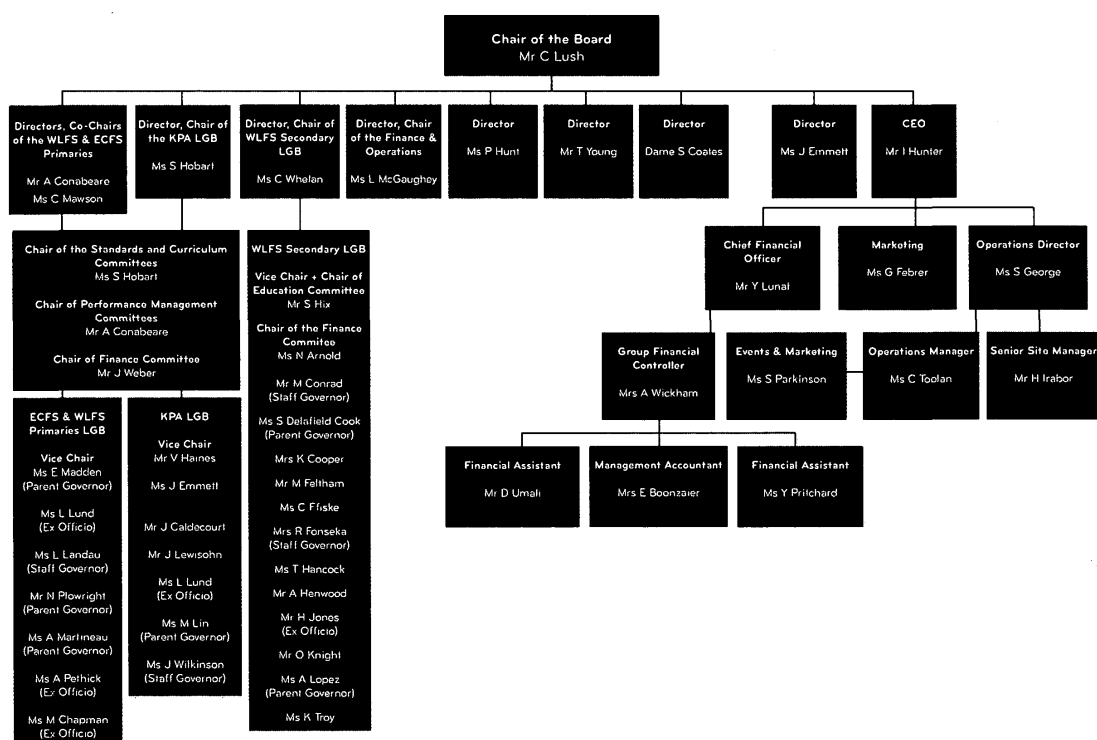 Chair of the Board
Mr C Lush
Directors, Co-Chairs
of the WLFS & ECFS
Primaries
Mr A Conabeare
Ms C Mawson
Director, Chair of
the KPA LGB
Ms S Hobart
Director, Chair of
WLFS Secondary
LGB
Ms C Whelan
Director, Chair
of the Finance &
Operations
Ms L McGaughey
Director
Ms P Hunt
Director
Mr T Young
Director
Dame S Coates
Director
Ms J Emmett
CEO
Mr I Hunter
Chair of the Standards and Curriculum
Committees
Ms S Hobart
Chair of Performance Management
Committees
Mr A Conabeare
Chair of Finance Committee
Mr J Weber
WLFS Secondary LGB
Vice Chair + Chair of
Education Committee
Mr S Hix
Chair of the Finance
Commitee
Ms N Arnold
Mr M Conrad
(Staff Governor)
Ms S Delafield Cook
(Parent Governor)
Mrs K Cooper
Mr M Feltham
Ms C Ffiske
Mrs R Fonseka
(Staff Governor)
Ms T Hancock
Mr A Henwood
Mr H Jones
(Ex Officio)
Mr O Knight
Ms A Lopez
(Parent Governor)
Ms K Troy
Chief Financial
Officer
Mr Y Lunat
Marketing
Ms G Febrer
Operations Director
Ms S George
Group Financial
Controller
Mrs A Wickham
Events & Marketing
Ms S Parkinson
Operations Manager
Ms C Toolan
Senior Site Manager
Mr H Irabor
ECFS & WLFS
Primaries LGB
Vice Chair
Ms E Madden
(Parent Governor)
Ms L Lund
(Ex Officio)
Ms L Landau
(Staff Governor)
Mr N Plowright
(Parent Governor)
Ms A Martineau
(Parent Governor)
Ms A Pethick
(Ex Officio)
Ms M Chapman
(Ex Officio)
KPA LGB
Vice Chair
Mr V Haines
Ms J Emmett
Mr J Caldecourt
Mr J Lewisohn
Ms L Lund
(Ex Officio)
Ms M Lin
(Parent Governor)
Ms J Wilkinson
(Staff Governor)
Financial Assistant
Mr D Umali
Management Accountant
Mrs E Boonzaier
Financial Assistant
Ms Y Pritchard